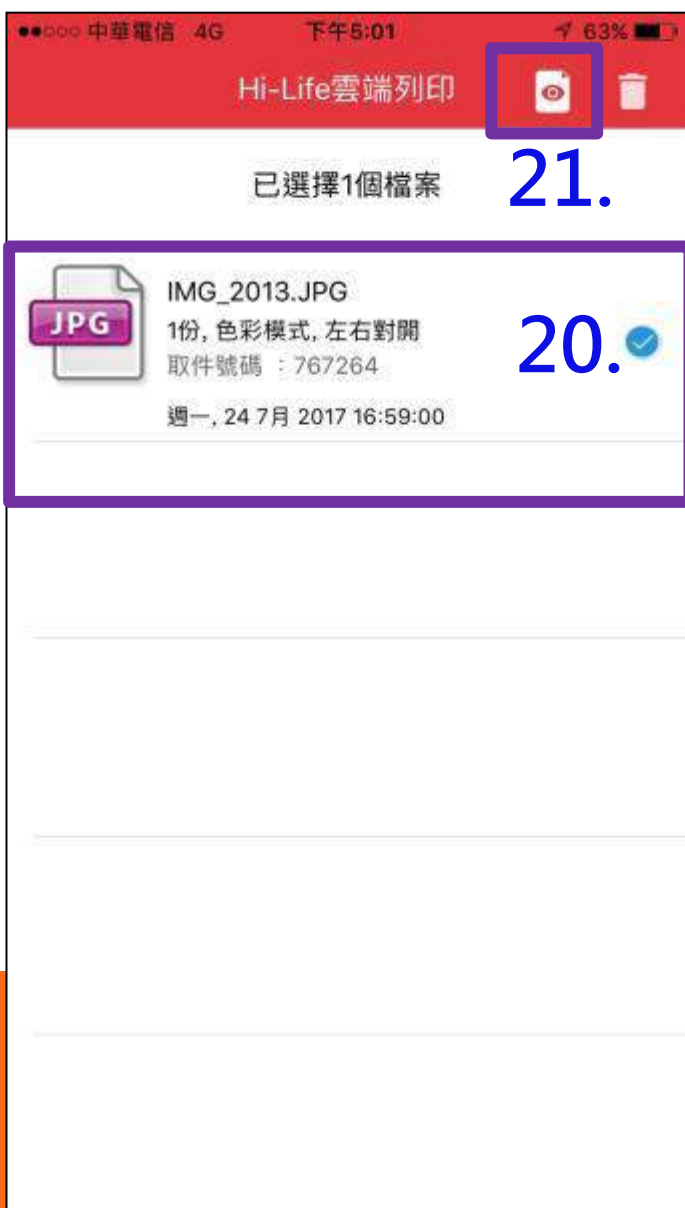 ●●○○○ 中華電信 4G 下午5:01 63%
Hi-Life雲端列印
21.
已選擇1個檔案
JPG
IMG_2013.JPG
1份, 色彩模式, 左右對開
取件號碼 : 767264
20.
週一, 24 7月 2017 16:59:00